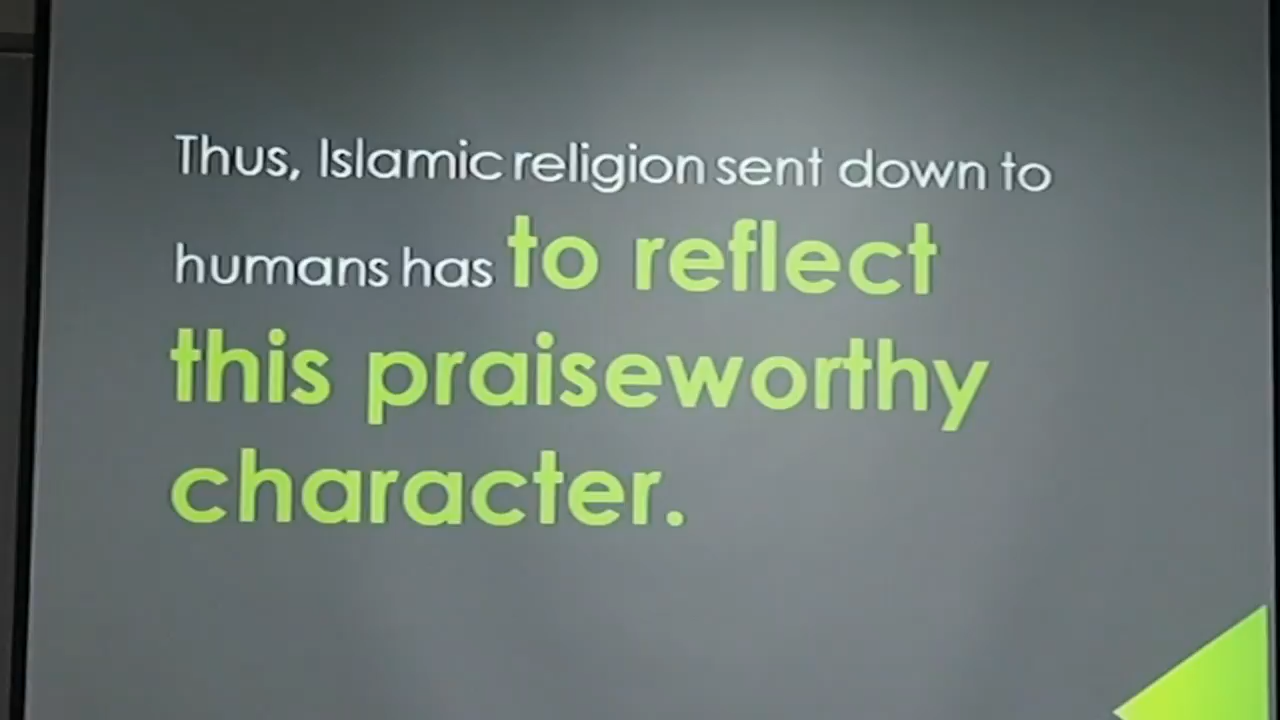 Thus, Islamic religion sent down to
humans has to reflect
this praiseworthy
character.